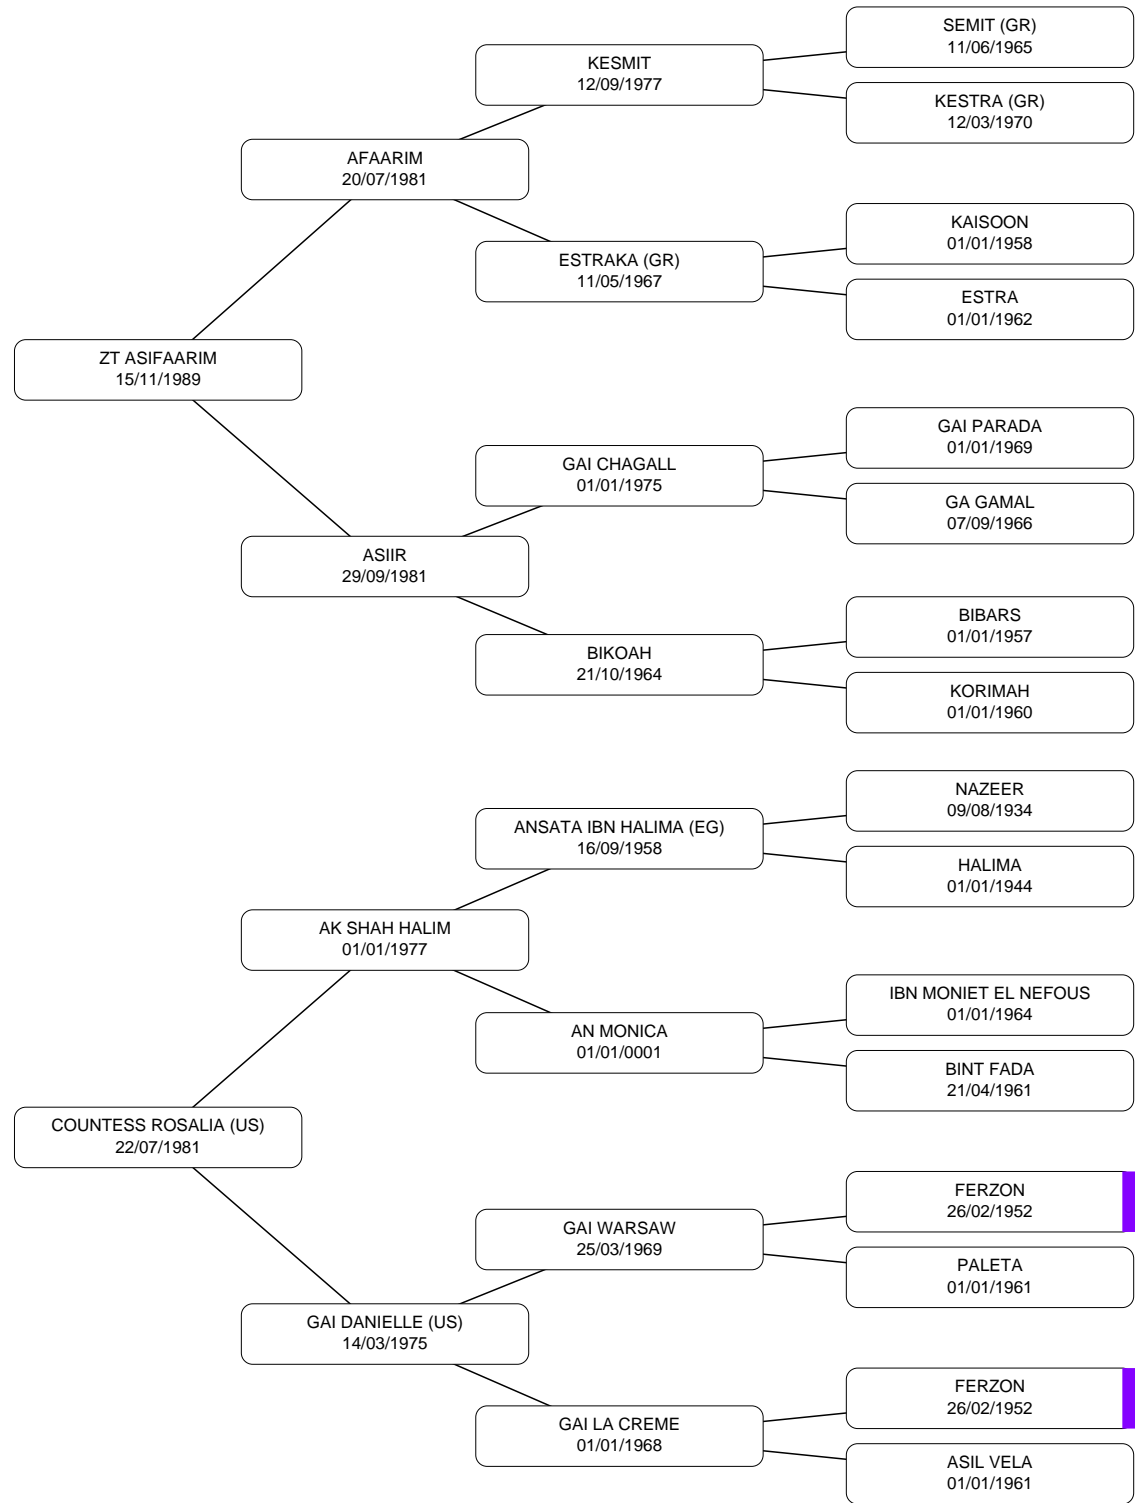 SEMIT (GR)
11/06/1965
KESMIT
12/09/1977
KESTRA (GR)
12/03/1970
AFAARIM
20/07/1981
KAISOON
01/01/1958
ESTRAKA (GR)
11/05/1967
ESTRA
01/01/1962
ZT ASIFAARIM
15/11/1989
GAI PARADA
01/01/1969
GAI CHAGALL
01/01/1975
GA GAMAL
07/09/1966
ASIIR
29/09/1981
BIBARS
01/01/1957
BIKOAH
21/10/1964
KORIMAH
01/01/1960
NAZEER
09/08/1934
ANSATA IBN HALIMA (EG)
16/09/1958
HALIMA
01/01/1944
AK SHAH HALIM
01/01/1977
IBN MONIET EL NEFOUS
01/01/1964
AN MONICA
01/01/0001
BINT FADA
21/04/1961
COUNTESS ROSALIA (US)
22/07/1981
FERZON
26/02/1952
GAI WARSAW
25/03/1969
PALETA
01/01/1961
GAI DANIELLE (US)
14/03/1975
FERZON
26/02/1952
GAI LA CREME
01/01/1968
ASIL VELA
01/01/1961